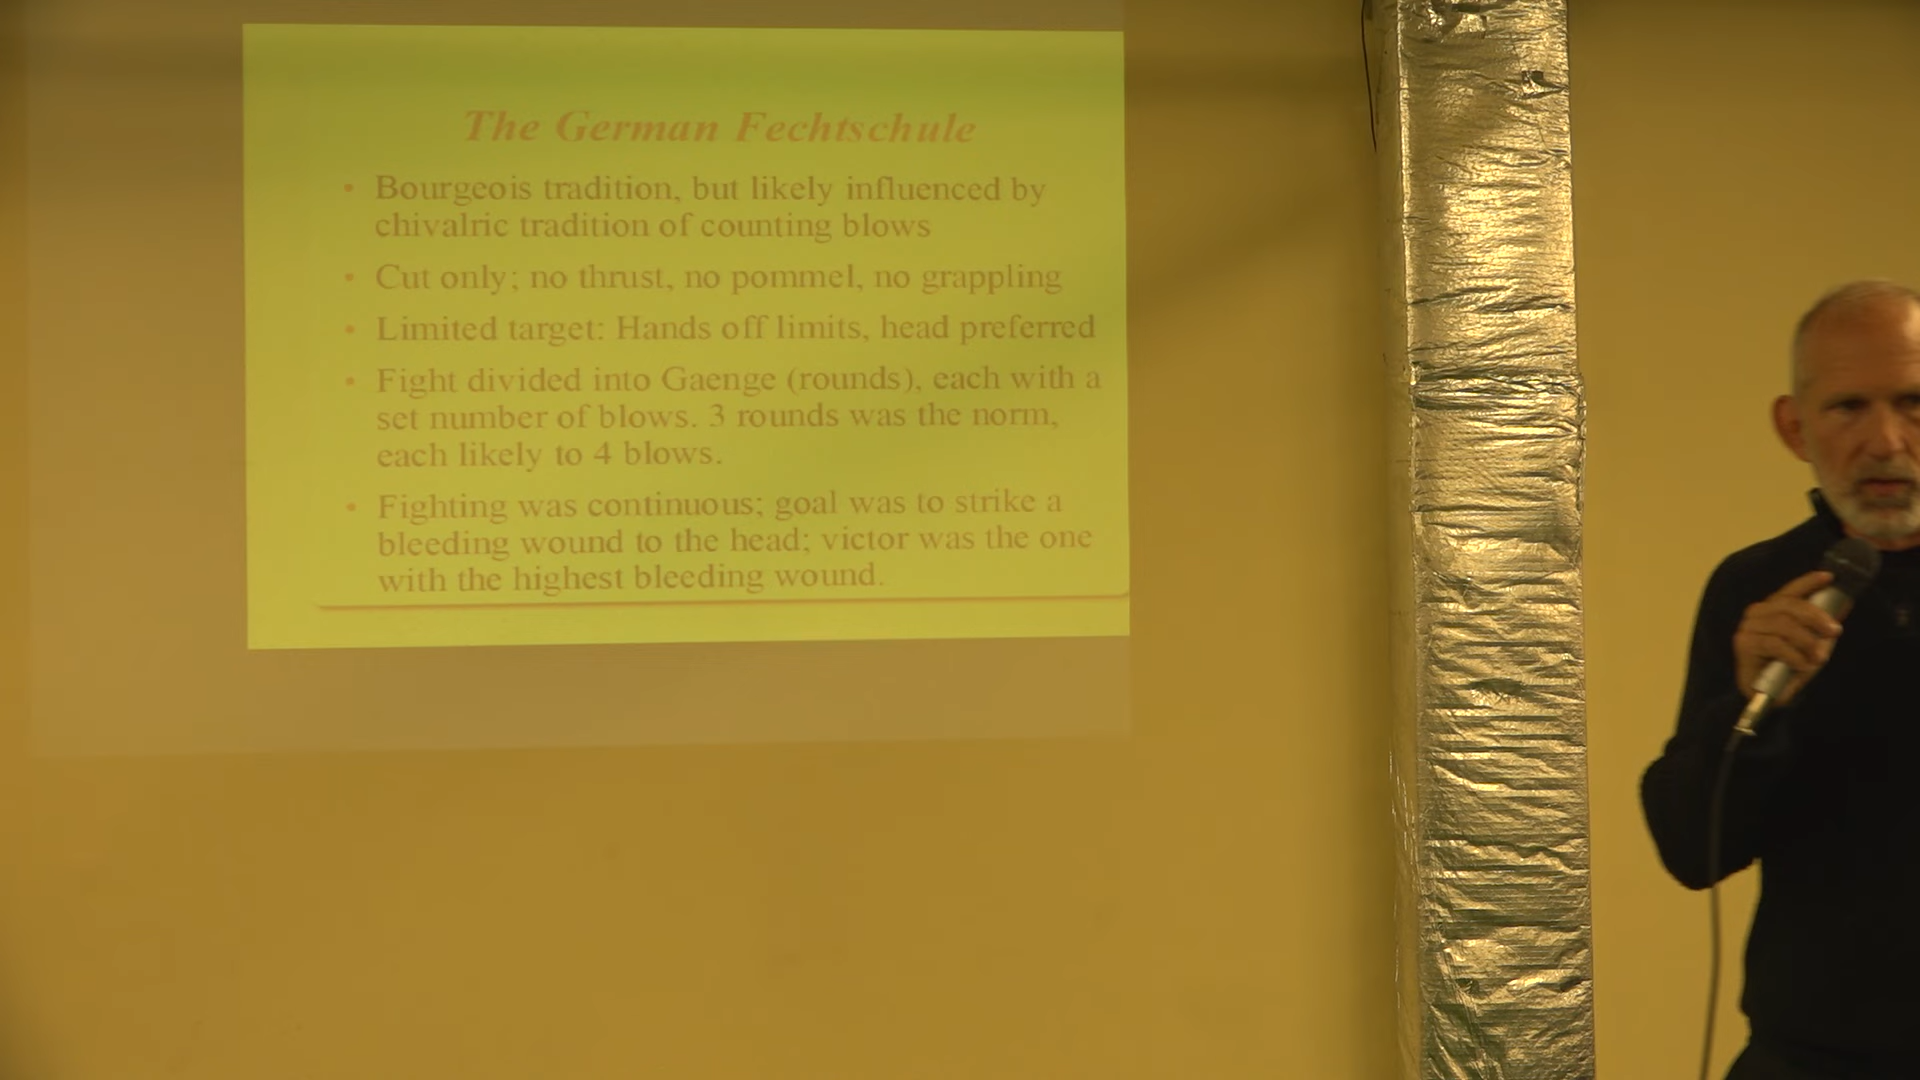 The German Fechtschule
• Bourgeois tradition, but likely influenced by
chivalric tradition of counting blows
• Cut only; no thrust, no pommel, no grappling
• Limited target: Hands off limits, head preferred
• Fight divided into Gaenge (rounds), each with a
set number of blows. 3 rounds was the norm,
each likely to 4 blows.
• Fighting was continuous; goal was to strike a
bleeding wound to the head; victor was the one
with the highest bleeding wound.